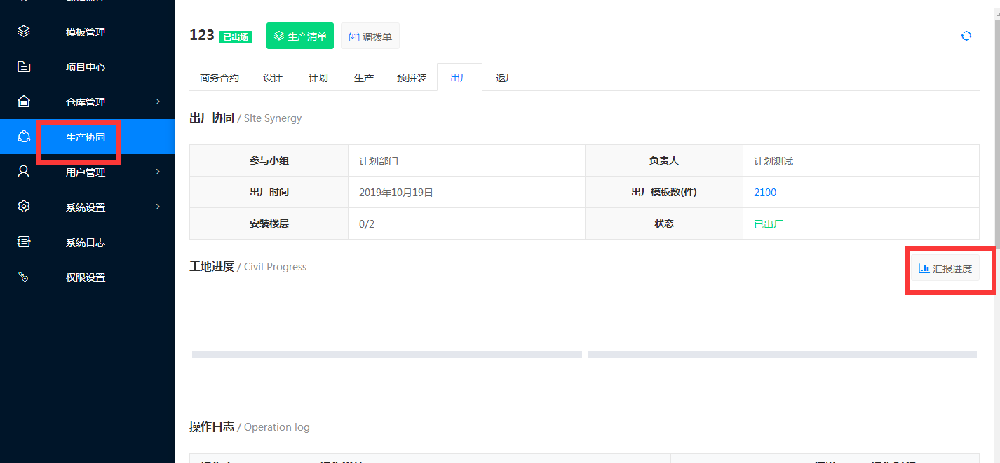 模板管理
项目中心
仓库管理
生产协同
用户管理
系统设置
系统日志
权限设置
123 已出场 生产清单 调拨单
商务合约 设计 计划 生产 预拼装 出厂 返厂
出厂协同 / Site Synergy
参与小组 计划部门 负责人 计划测试
出厂时间 2019年10月19日 出厂模板数(件) 2100
安装楼层 0/2 状态 已出厂
工地进度 / Civil Progress 汇报进度
操作日志 / Operation log